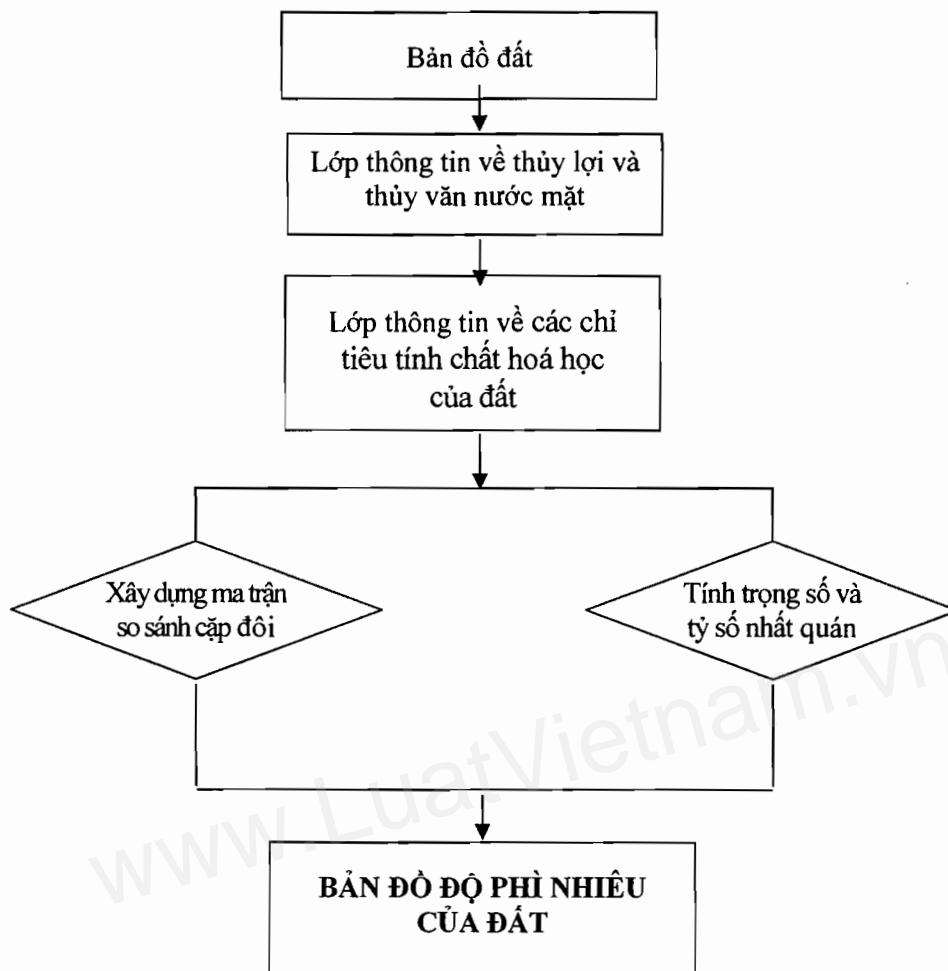 Bản đồ đất
Lớp thông tin về thủy lợi và
thủy văn nước mặt
Lớp thông tin về các chỉ
tiêu tính chất hoá học
của đất
Xây dựng ma trận
so sánh cặp đôi
Tính trọng số và
tỷ số nhất quán
www.LuatVietnam.vn
BẢN ĐỒ ĐỘ PHÌ NHIÊU
CỦA ĐẤT